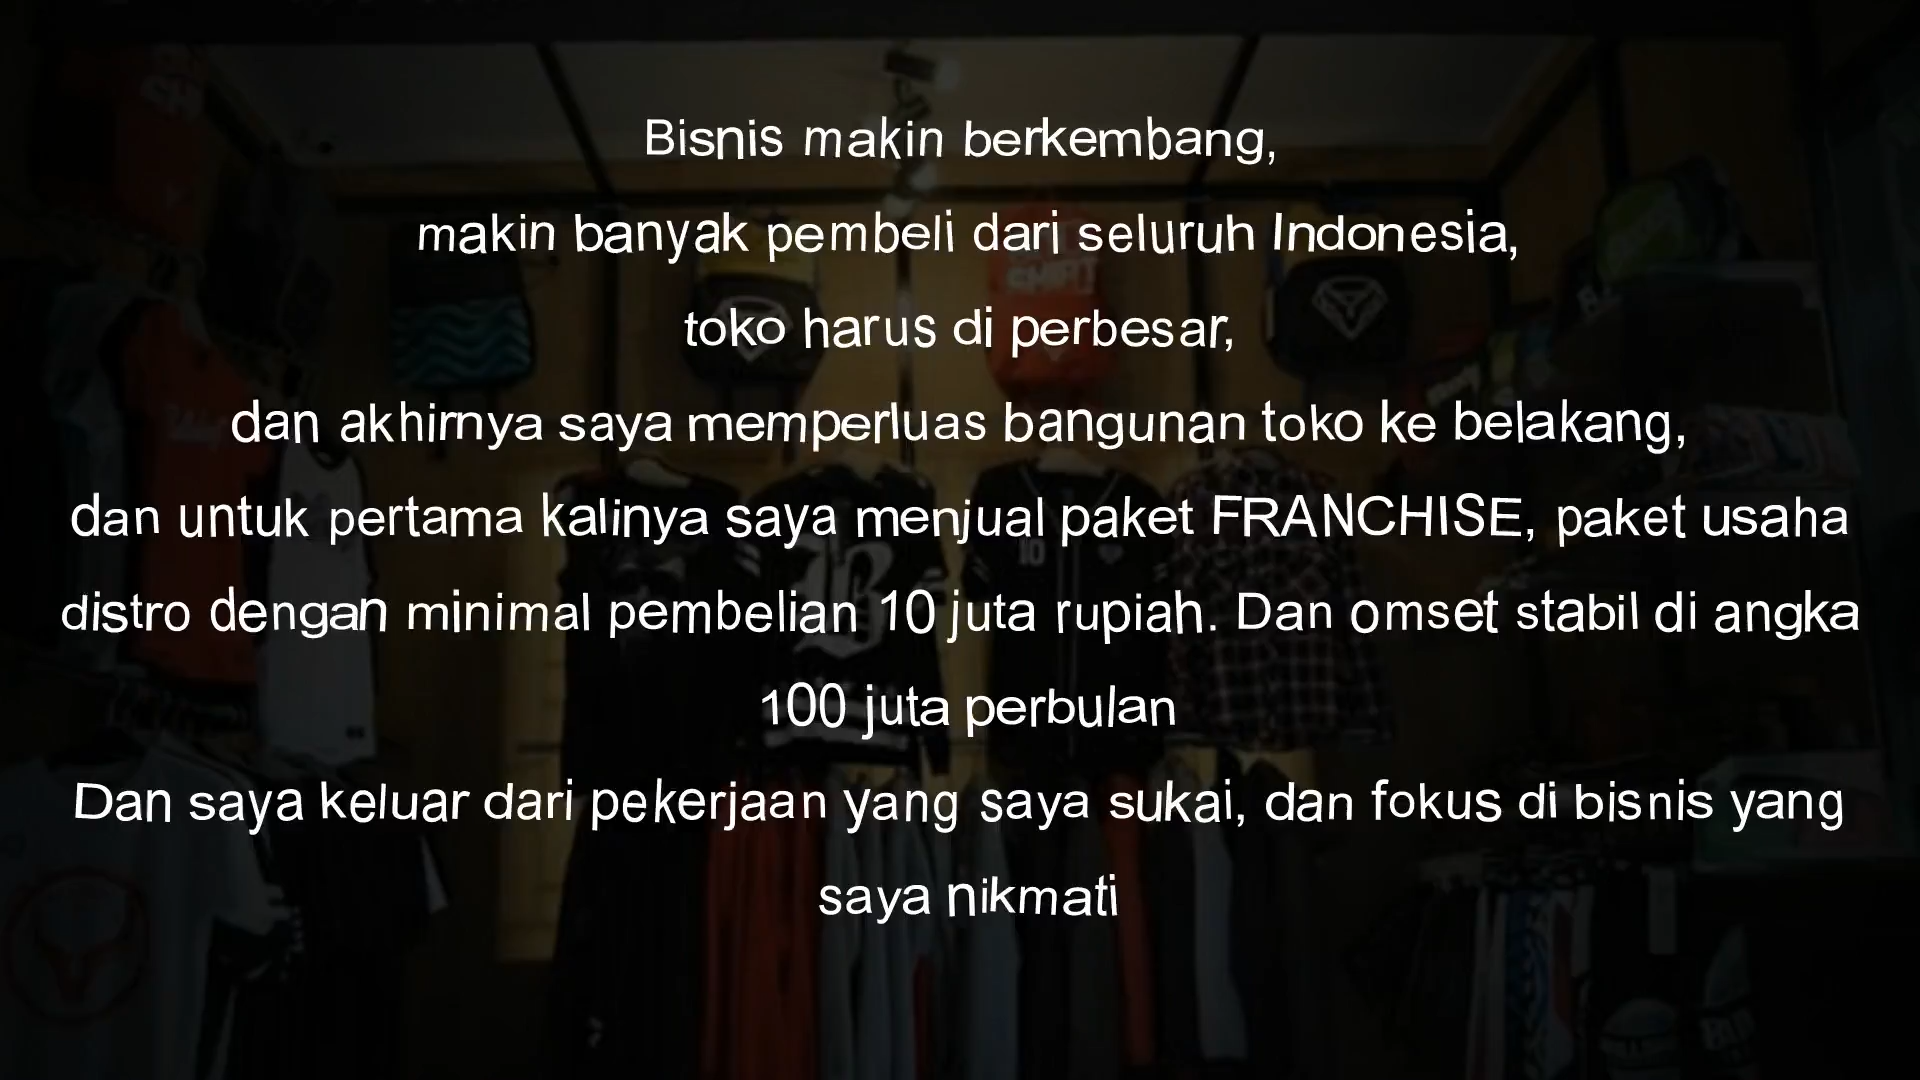 Bisnis makin berkembang,
makin banyak pembeli dari seluruh Indonesia,
toko harus di perbesar,
dan akhirnya saya memperluas bangunan toko ke belakang,
dan untuk pertama kalinya saya menjual paket FRANCHISE, paket usaha
distro dengan minimal pembelian 10 juta rupiah. Dan omset stabil di angka
100 juta perbulan
Dan saya keluar dari pekerjaan yang saya sukai, dan fokus di bisnis yang
saya nikmati